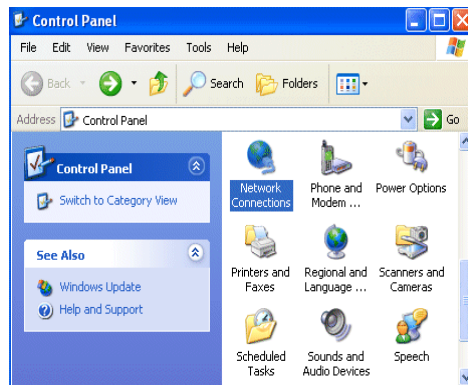 Control Panel
File Edit View Favorites Tools Help
Back Search Folders
Address Control Panel Go
Control Panel
Switch to Category View
See Also
Windows Update
Help and Support
Network Connections
Phone and Modem ...
Power Options
Printers and Faxes
Regional and Language ...
Scanners and Cameras
Scheduled Tasks
Sounds and Audio Devices
Speech